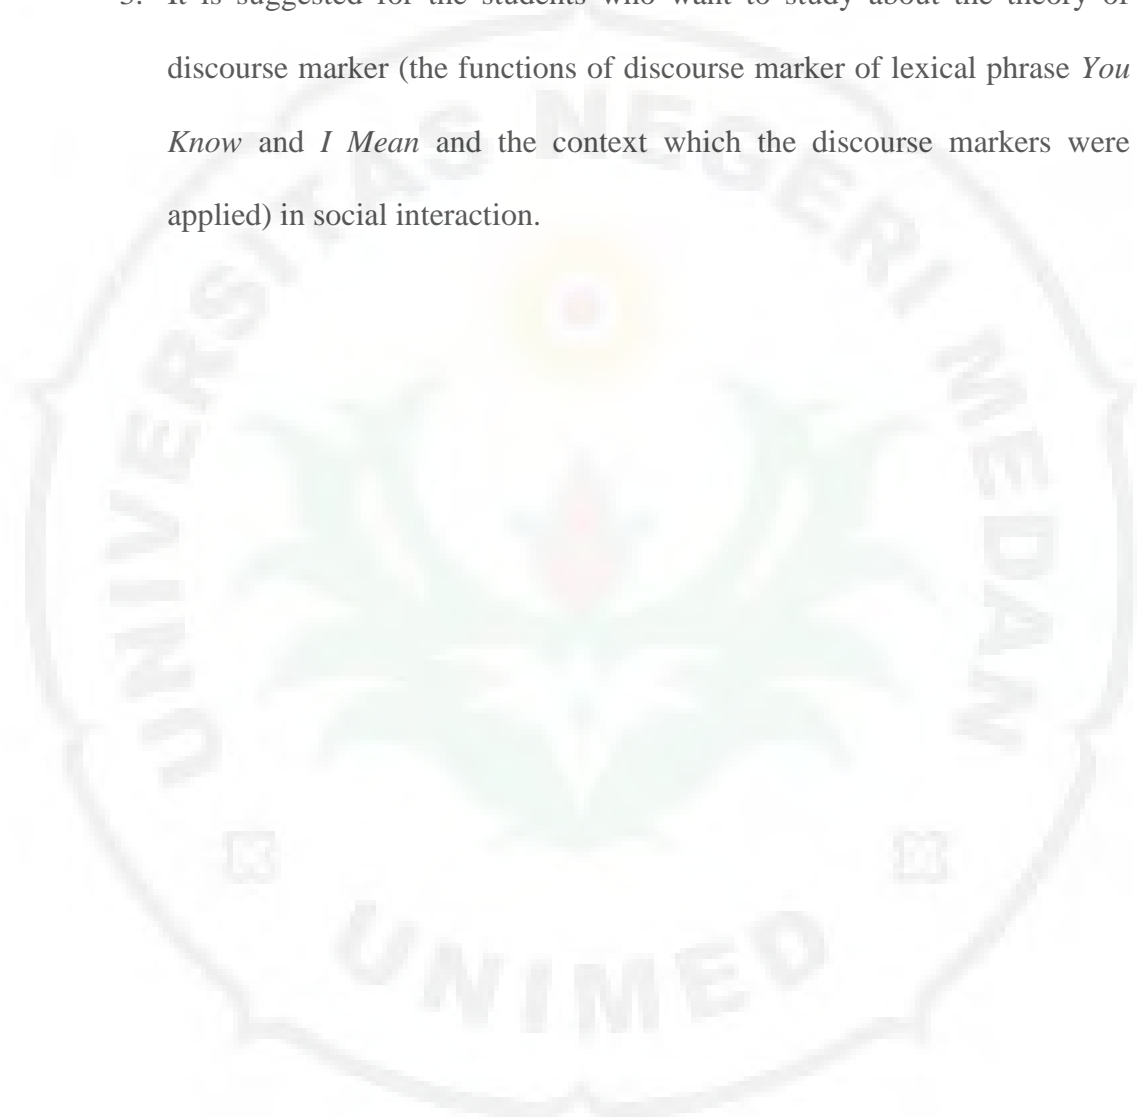 3. It is suggested for the students who want to study about the theory of
discourse marker (the functions of discourse marker of lexical phrase You
Know and I Mean and the context which the discourse markers were
applied) in social interaction.
UNIVERSITAS NEGERI MEDAN
UNIMED